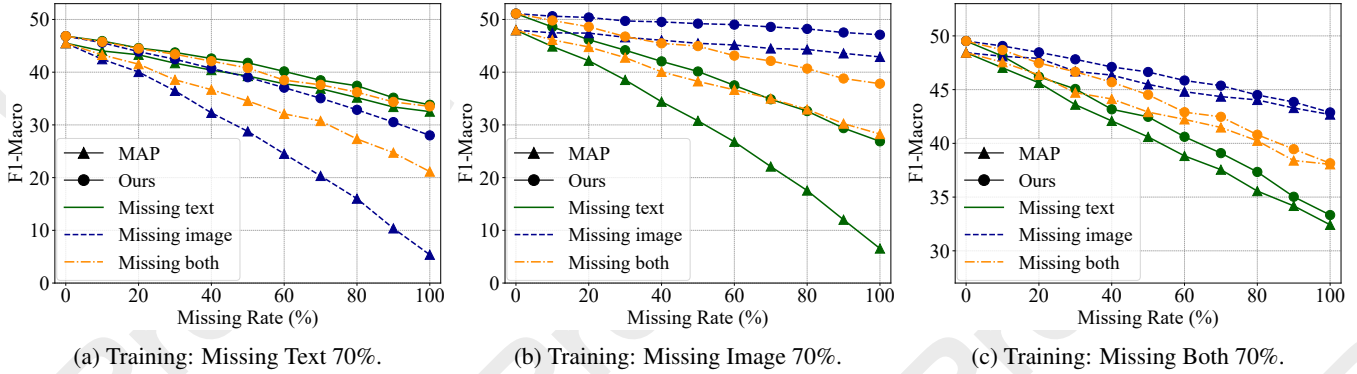 50
40
30
20
10
0
F1-Macro
MAP
Ours
Missing text
Missing image
Missing both
0 20 40 60 80 100
Missing Rate (%)
(a) Training: Missing Text 70%.
50
40
30
20
10
0
F1-Macro
MAP
Ours
Missing text
Missing image
Missing both
0 20 40 60 80 100
Missing Rate (%)
(b) Training: Missing Image 70%.
50
45
40
35
30
F1-Macro
MAP
Ours
Missing text
Missing image
Missing both
0 20 40 60 80 100
Missing Rate (%)
(c) Training: Missing Both 70%.